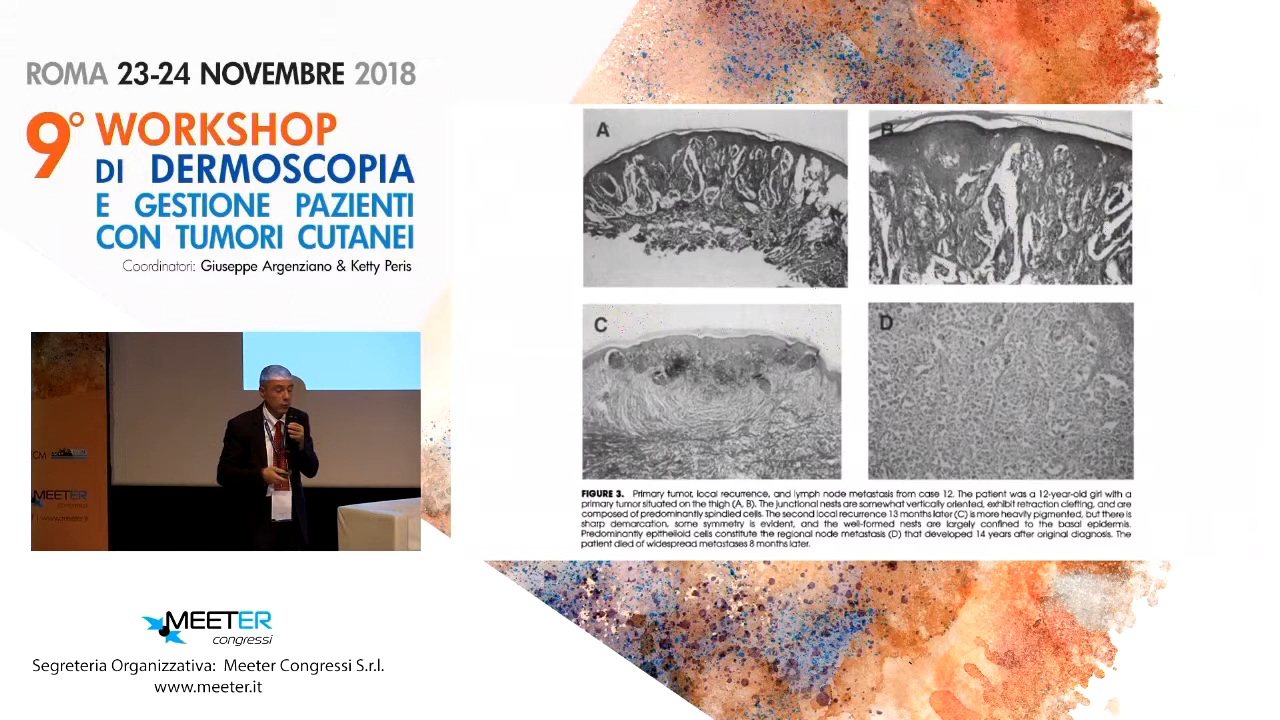 ROMA 23-24 NOVEMBRE 2018
9° WORKSHOP
DI DERMOSCOPIA
E GESTIONE PAZIENTI
CON TUMORI CUTANEI
Coordinatori: Giuseppe Argenziano & Ketty Peris
ECM
MEETER
congressi
www.meeter.it
MEETER
congressi
Segreteria Organizzativa: Meeter Congressi S.r.l.
www.meeter.it
A
B
C
D
FIGURE 3. Primary tumor, local recurrence, and lymph node metastasis from case 12. The patient was a 12-year-old girl with a
primary tumor situated on the thigh (A, B). The junctional nests are somewhat vertically oriented, exhibit retraction clefting, and are
composed of predominantly spindled cells. The second local recurrence 13 months later (C) is more heavily pigmented, but there is
sharp demarcation, some symmetry is evident, and the well-formed nests are largely confined to the basal epidermis.
Predominantly epithelioid cells constitute the regional node metastasis (D) that developed 14 years after original diagnosis. The
patient died of widespread metastases 8 months later.